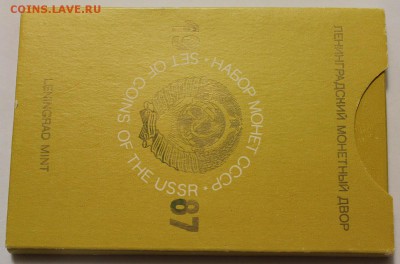 COINS.LAVE.RU
ЛЕНИНГРАДСКИЙ МОНЕТНЫЙ ДВОР
НАБОР МОНЕТ СССР
SET OF COINS OF THE USSR
87
LENINGRAD MINT